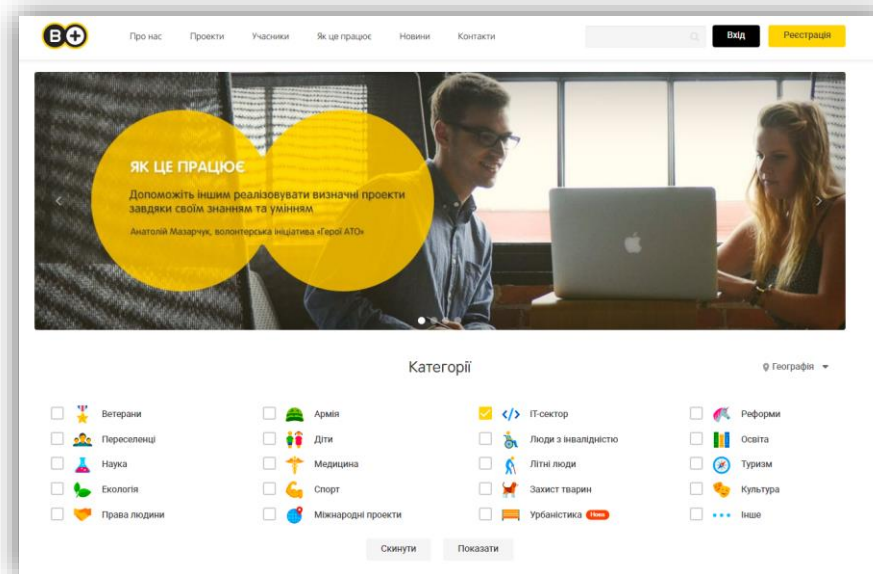 B+
Про нас Проекти Учасники Як це працює Новини Контакти Вхід Реєстрація
ЯК ЦЕ ПРАЦЮЄ
Допоможіть іншим реалізовувати визначні проекти
завдяки своїм знанням та умінням
Анатолій Мазарчук, волонтерська ініціатива «Герої АТО»
Категорії
Географія
Ветерани Армія ІТ-сектор Реформи
Переселенці Діти Люди з інвалідністю Освіта
Наука Медицина Літні люди Туризм
Екологія Спорт Захист тварин Культура
Права людини Міжнародні проекти Урбаністика Нове Інше
Скинути Показати